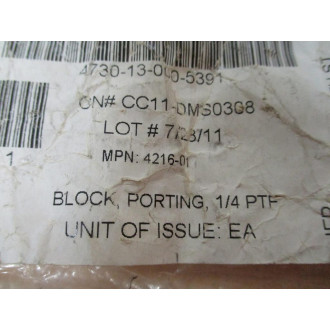 4730-13-000-5391
CN# CC11-DMS03G8
LOT # 7/28/11
1
MPN: 4216-01
BLOCK, PORTING, 1/4 PTF
UNIT OF ISSUE: EA